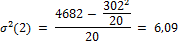 σ²(2) = (4682 − 302²/20)/20 = 6,09